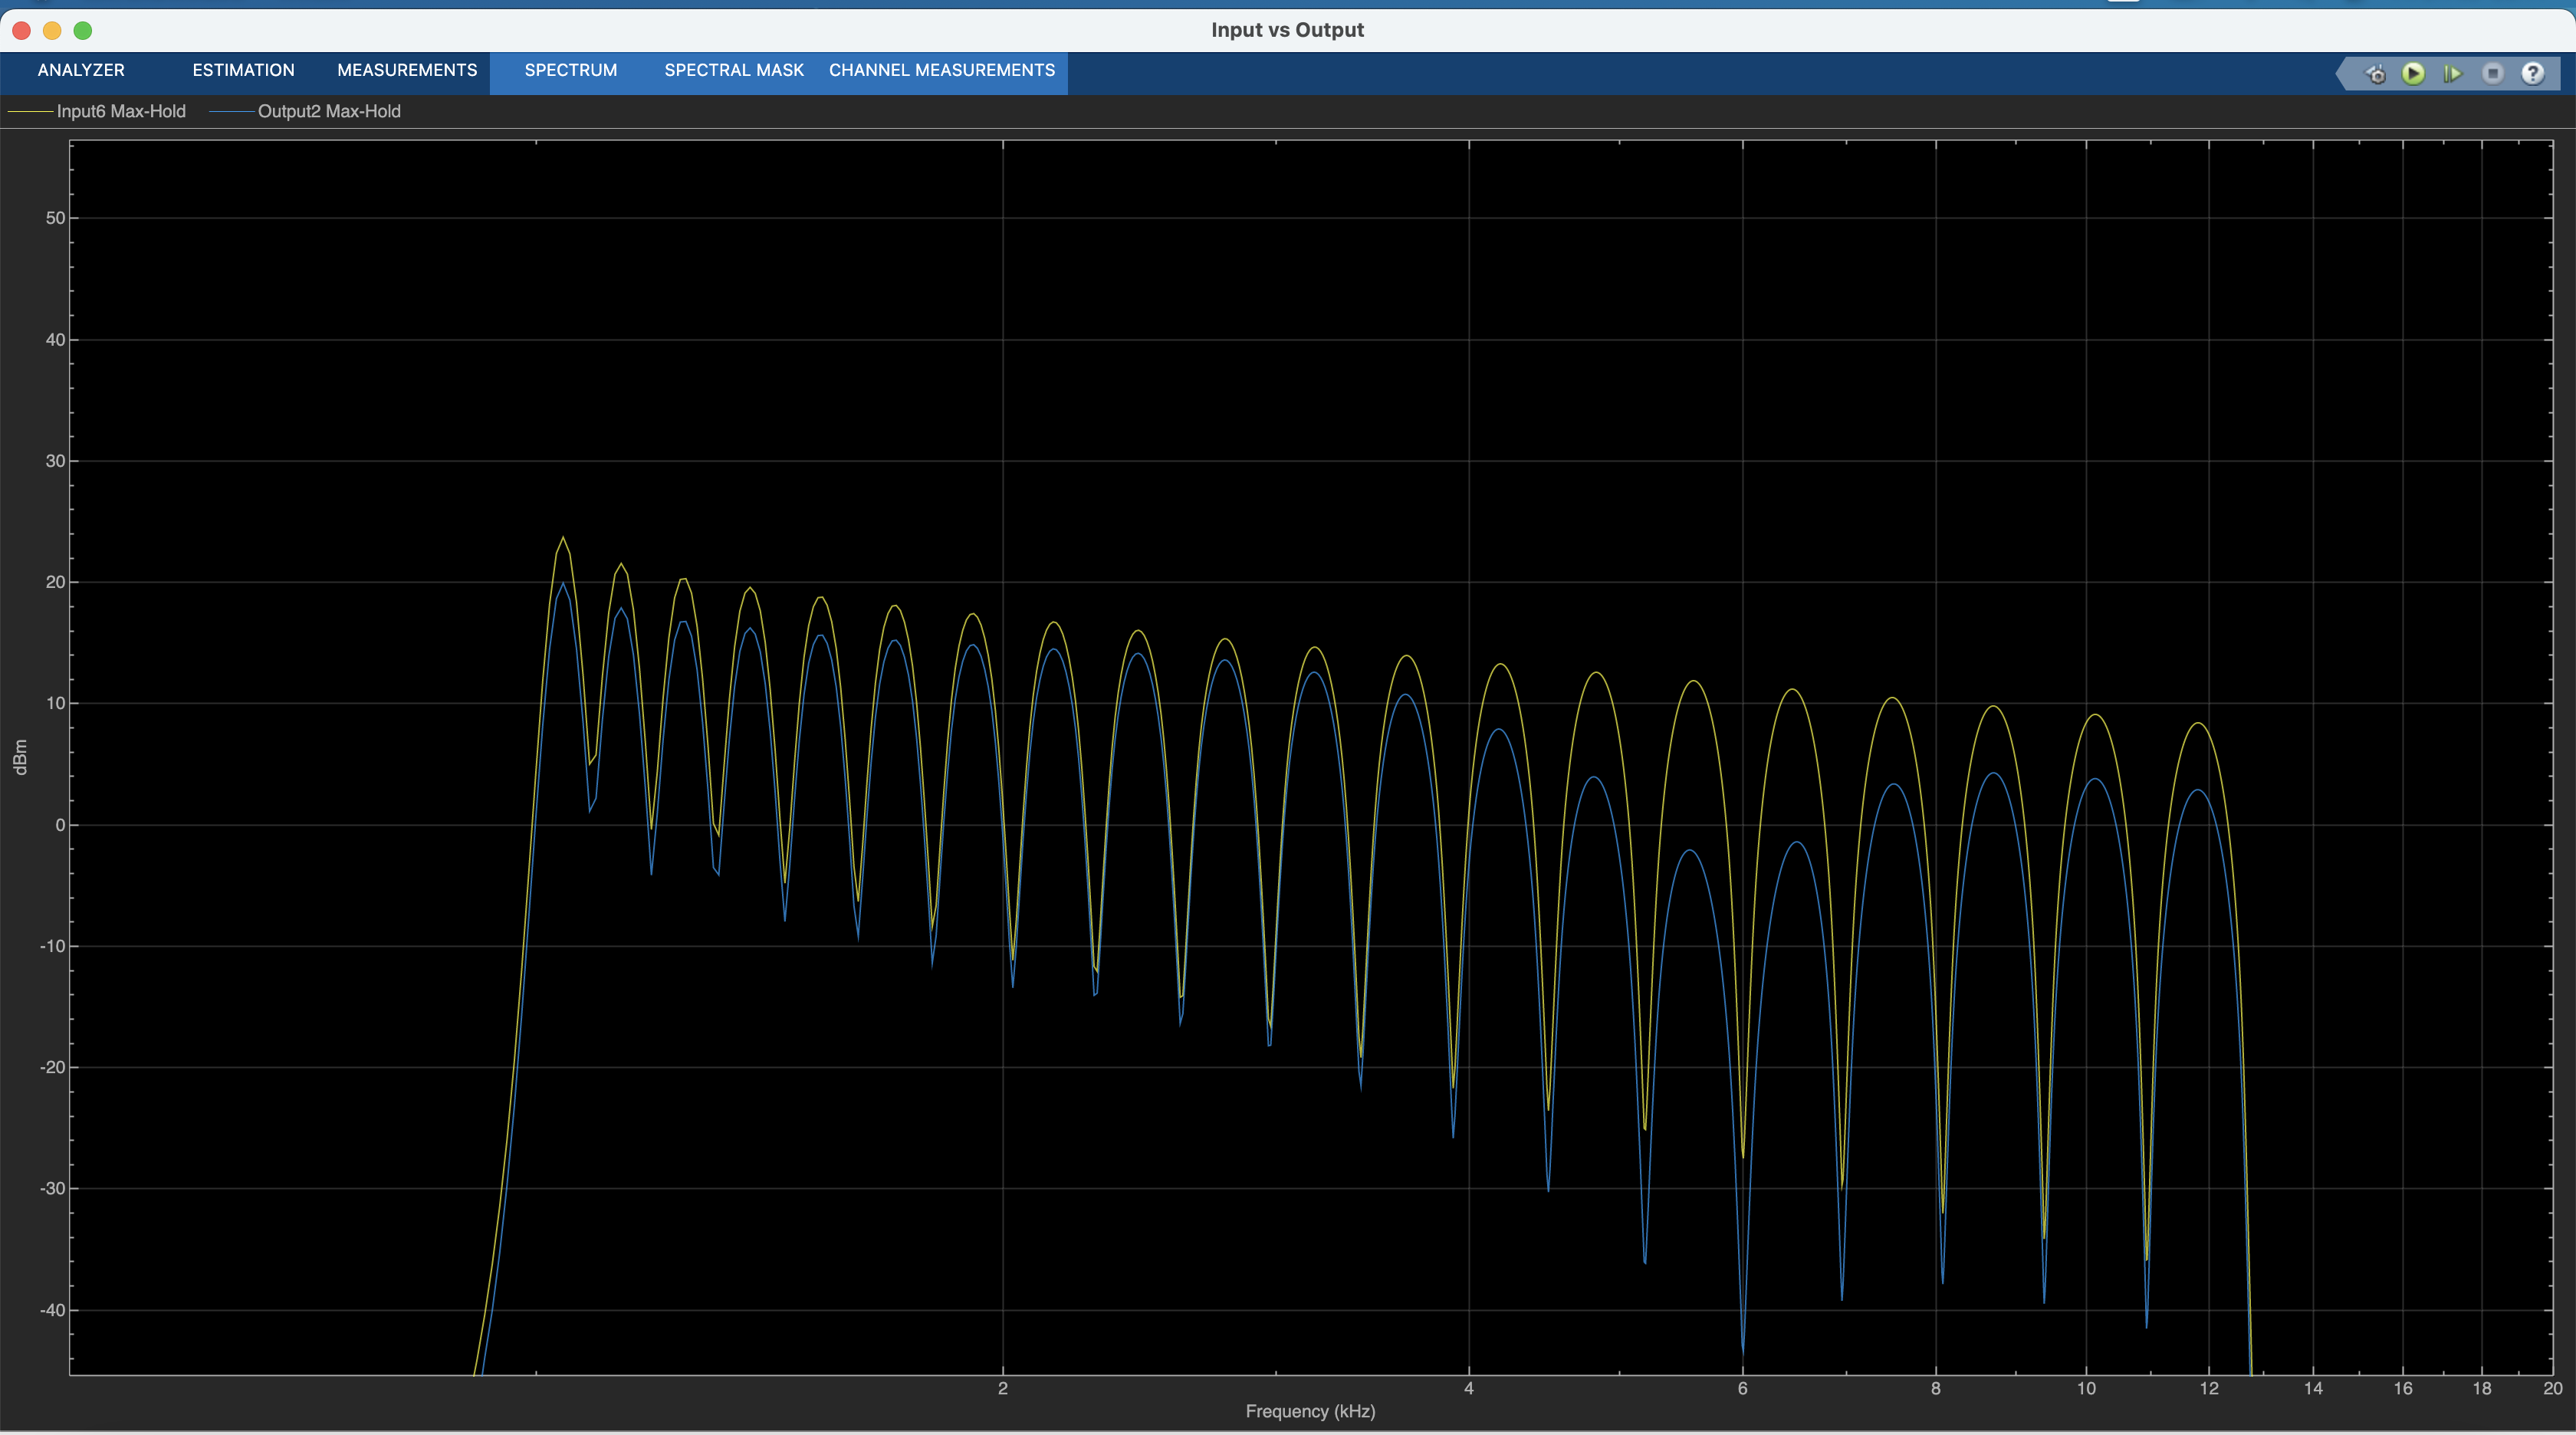 Input vs Output
ANALYZER ESTIMATION MEASUREMENTS SPECTRUM SPECTRAL MASK CHANNEL MEASUREMENTS ?
Input6 Max-Hold Output2 Max-Hold
50
40
30
20
10
0
-10
-20
-30
-40
dBm
2 4 6 8 10 12 14 16 18 20
Frequency (kHz)